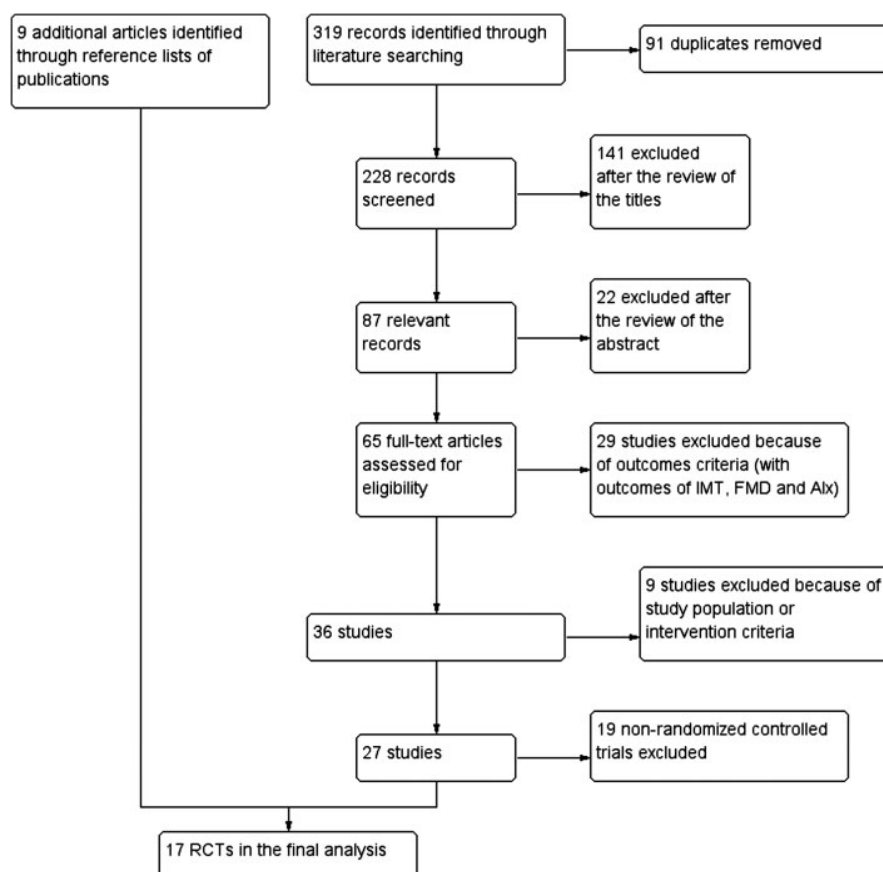 9 additional articles identified
through reference lists of
publications
319 records identified through
literature searching
91 duplicates removed
228 records
screened
141 excluded
after the review of
the titles
87 relevant
records
22 excluded after
the review of the
abstract
65 full-text articles
assessed for
eligibility
29 studies excluded because
of outcomes criteria (with
outcomes of IMT, FMD and AIx)
36 studies
9 studies excluded because of
study population or
intervention criteria
27 studies
19 non-randomized controlled
trials excluded
17 RCTs in the final analysis